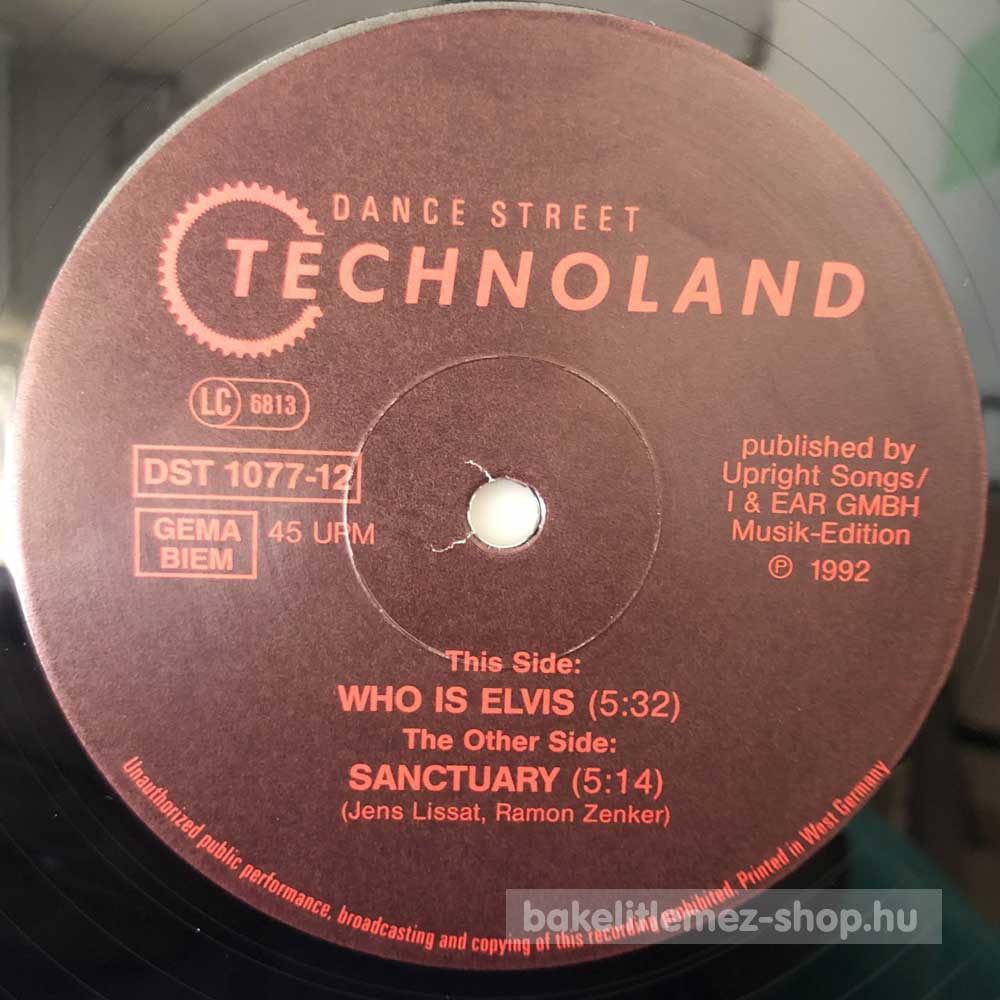 DANCE STREET
TECHNOLAND
LC 6813
DST 1077-12
GEMA
BIEM
45 UPM
published by
Upright Songs/
I & EAR GMBH
Musik-Edition
℗ 1992
This Side:
WHO IS ELVIS (5:32)
The Other Side:
SANCTUARY (5:14)
(Jens Lissat, Ramon Zenker)
Unauthorized public performance, broadcasting and copying of this recording prohibited. Printed in West Germany
bakelitlemez-shop.hu